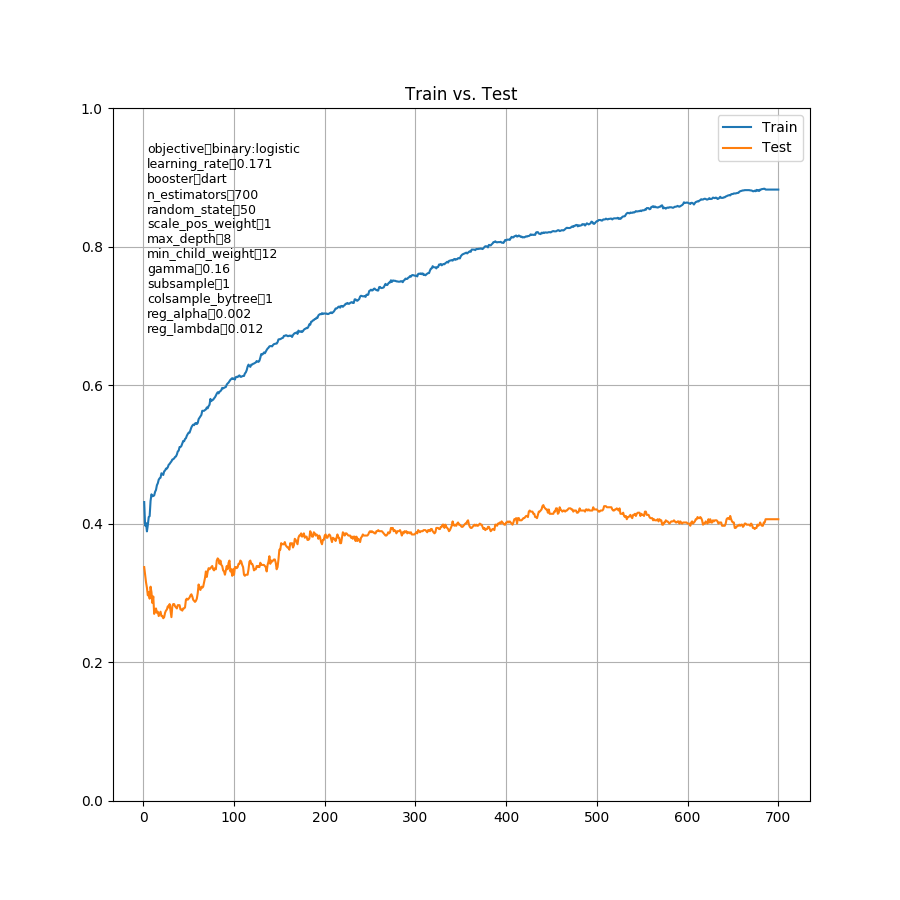 Train vs. Test
1.0
0.8
0.6
0.4
0.2
0.0
objective▯binary:logistic
learning_rate▯0.171
booster▯dart
n_estimators▯700
random_state▯50
scale_pos_weight▯1
max_depth▯8
min_child_weight▯12
gamma▯0.16
subsample▯1
colsample_bytree▯1
reg_alpha▯0.002
reg_lambda▯0.012
Train
Test
0 100 200 300 400 500 600 700